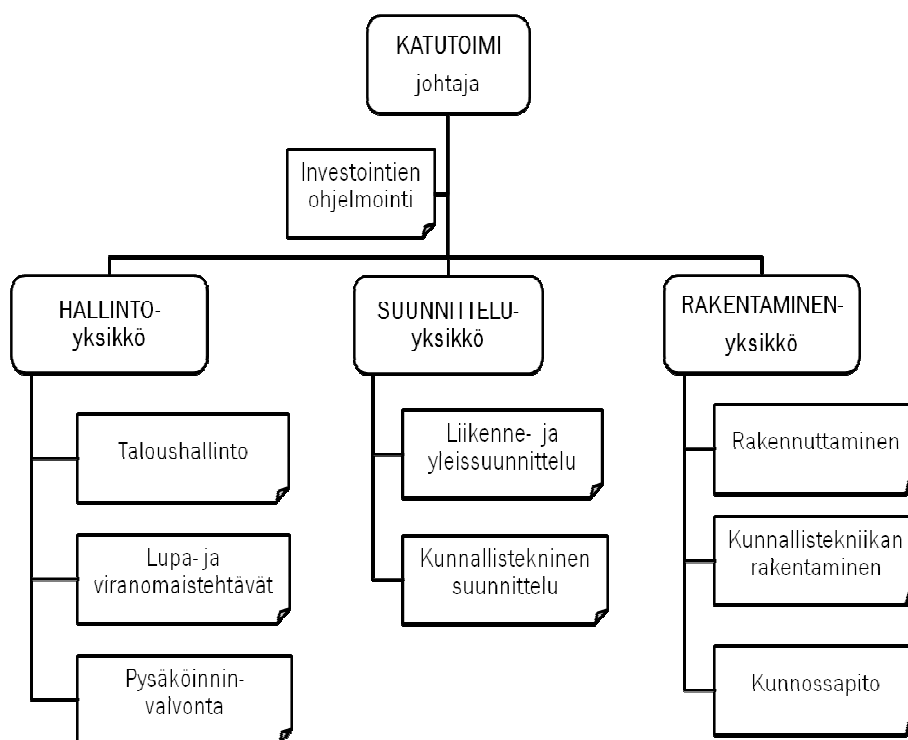 KATUTOIMI
johtaja
Investointien
ohjelmointi
HALLINTO-
yksikkö
SUUNNITTELU-
yksikkö
RAKENTAMINEN-
yksikkö
Taloushallinto
Lupa- ja
viranomaistehtävät
Pysäköinnin-
valvonta
Liikenne- ja
yleissuunnittelu
Kunnallistekninen
suunnittelu
Rakennuttaminen
Kunnallistekniikan
rakentaminen
Kunnossapito